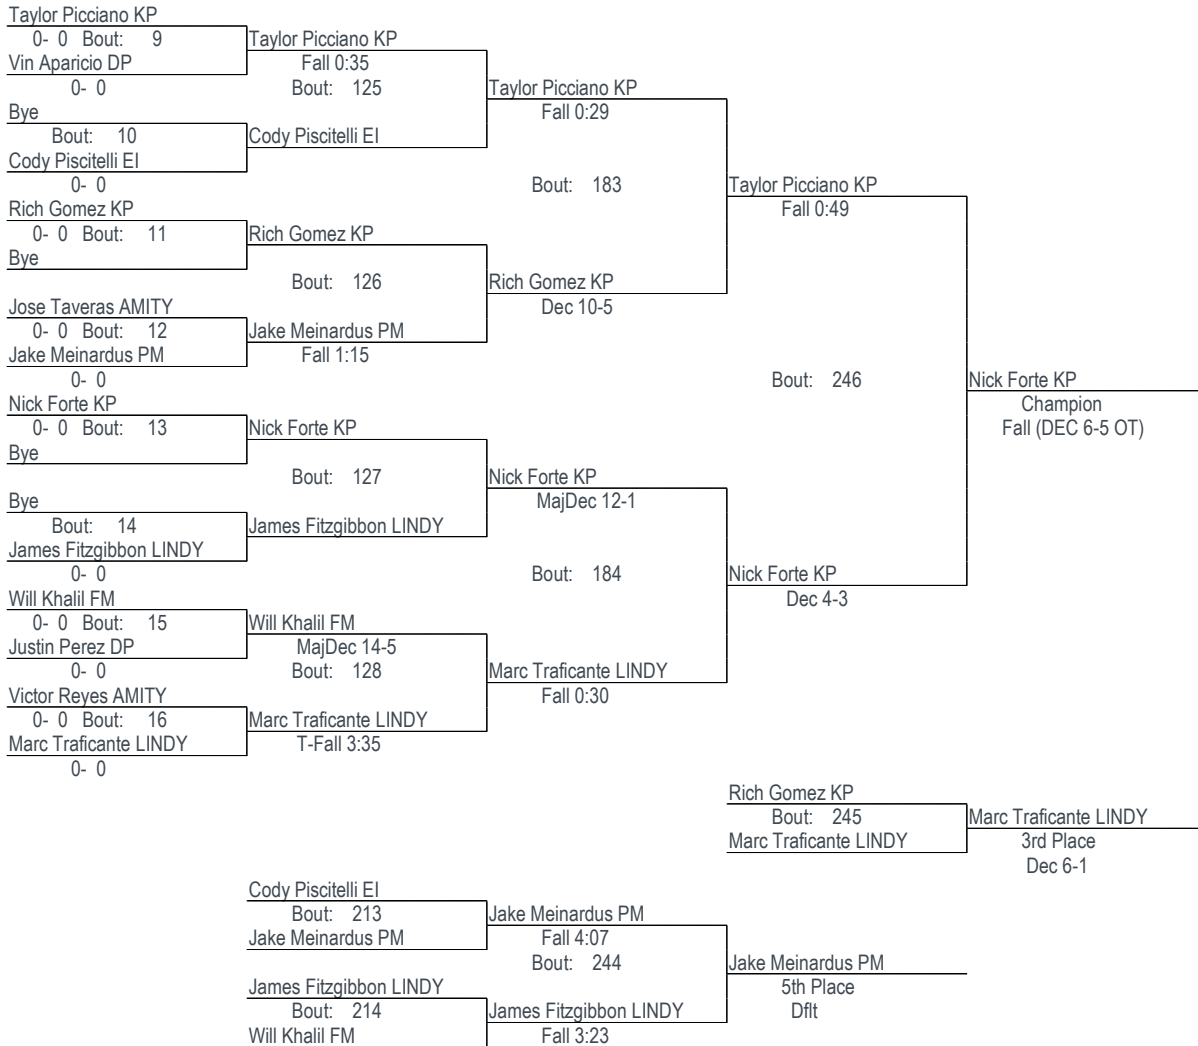 Taylor Picciano KP
0- 0 Bout: 9
Taylor Picciano KP
Vin Aparicio DP
Fall 0:35
0- 0
Bout: 125
Taylor Picciano KP
Bye
Fall 0:29
Bout: 10
Cody Piscitelli EI
Cody Piscitelli EI
0- 0
Bout: 183
Taylor Picciano KP
Rich Gomez KP
Fall 0:49
0- 0 Bout: 11
Rich Gomez KP
Bye
Bout: 126
Rich Gomez KP
Jose Taveras AMITY
Dec 10-5
0- 0 Bout: 12
Jake Meinardus PM
Jake Meinardus PM
Fall 1:15
0- 0
Bout: 246
Nick Forte KP
Nick Forte KP
Champion
0- 0 Bout: 13
Nick Forte KP
Fall (DEC 6-5 OT)
Bye
Bout: 127
Nick Forte KP
Bye
MajDec 12-1
Bout: 14
James Fitzgibbon LINDY
James Fitzgibbon LINDY
0- 0
Bout: 184
Nick Forte KP
Will Khalil FM
Dec 4-3
0- 0 Bout: 15
Will Khalil FM
Justin Perez DP
MajDec 14-5
0- 0
Bout: 128
Marc Traficante LINDY
Victor Reyes AMITY
Fall 0:30
0- 0 Bout: 16
Marc Traficante LINDY
Marc Traficante LINDY
T-Fall 3:35
0- 0
Rich Gomez KP
Bout: 245
Marc Traficante LINDY
Marc Traficante LINDY
3rd Place
Dec 6-1
Cody Piscitelli EI
Bout: 213
Jake Meinardus PM
Jake Meinardus PM
Fall 4:07
Bout: 244
Jake Meinardus PM
James Fitzgibbon LINDY
5th Place
Bout: 214
James Fitzgibbon LINDY
Dflt
Will Khalil FM
Fall 3:23